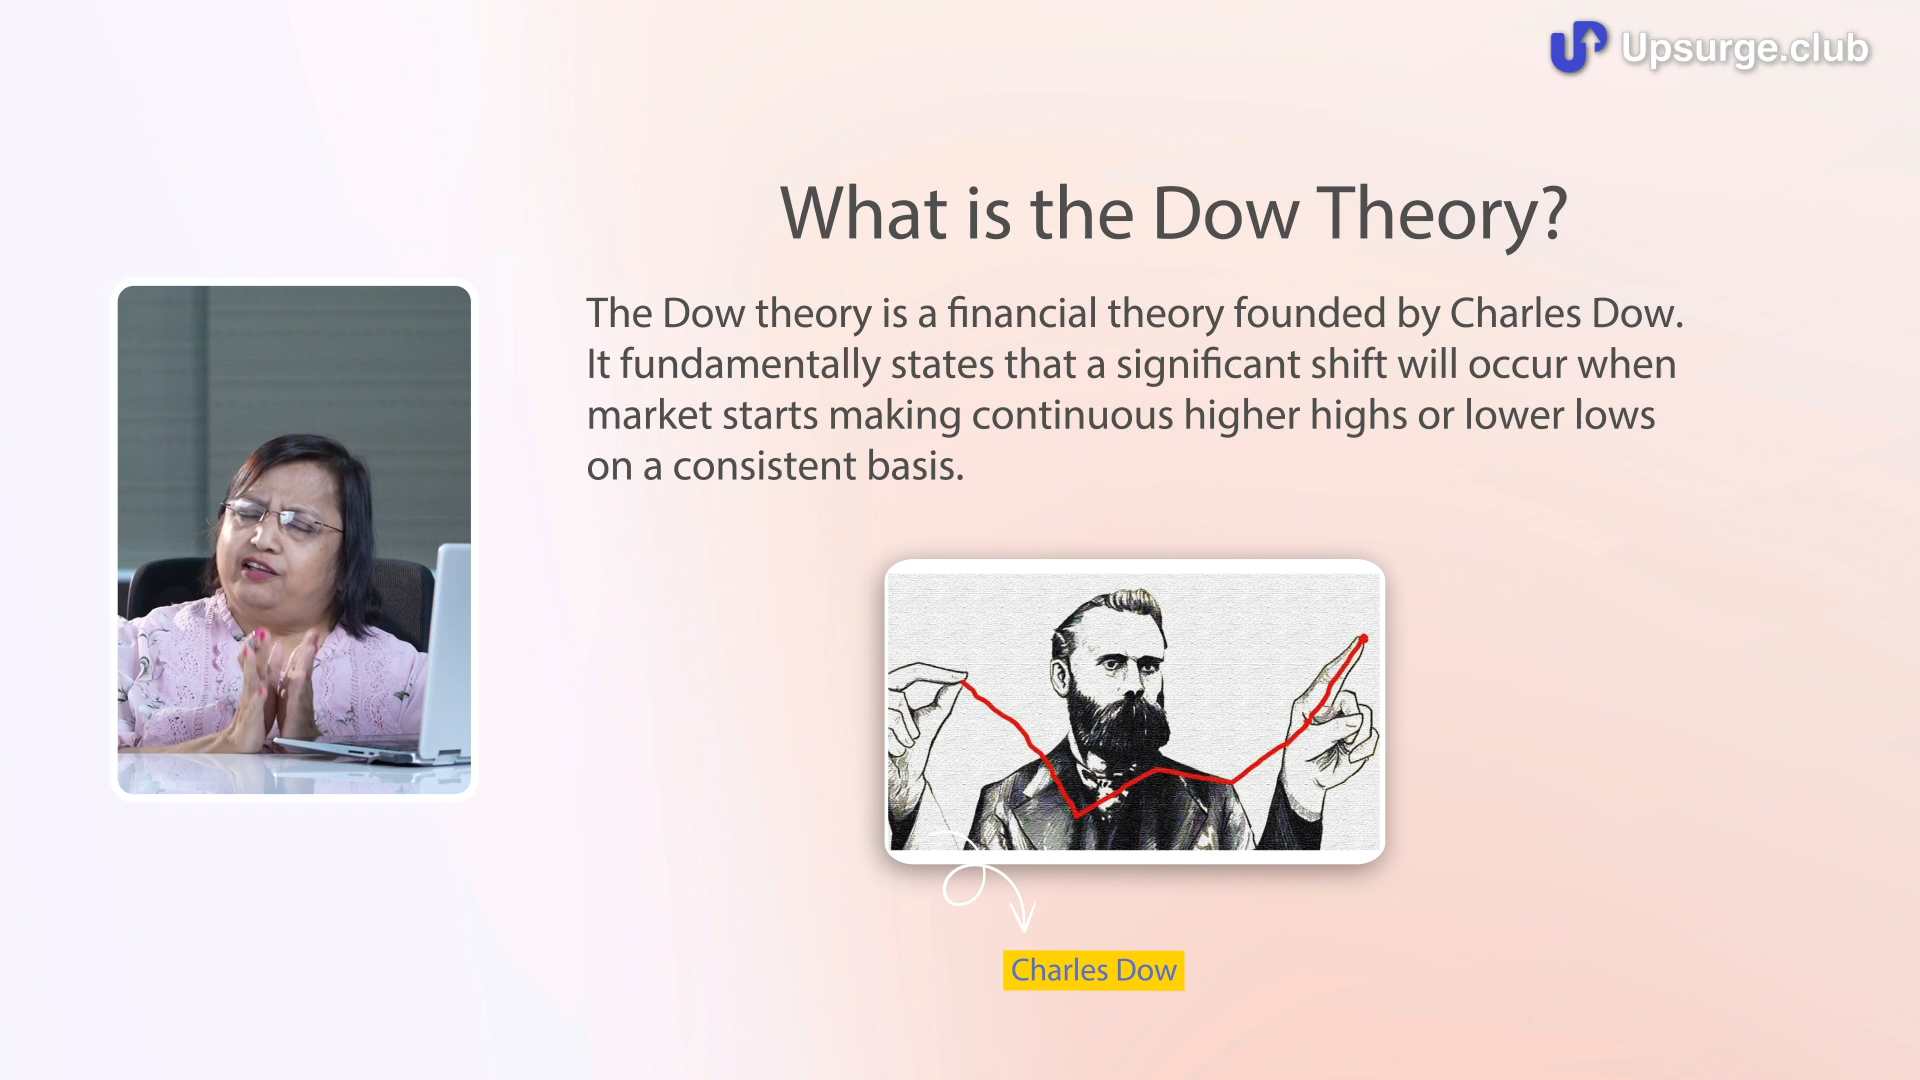 Upsurge.club
What is the Dow Theory?
The Dow theory is a financial theory founded by Charles Dow.
It fundamentally states that a significant shift will occur when
market starts making continuous higher highs or lower lows
on a consistent basis.
Charles Dow